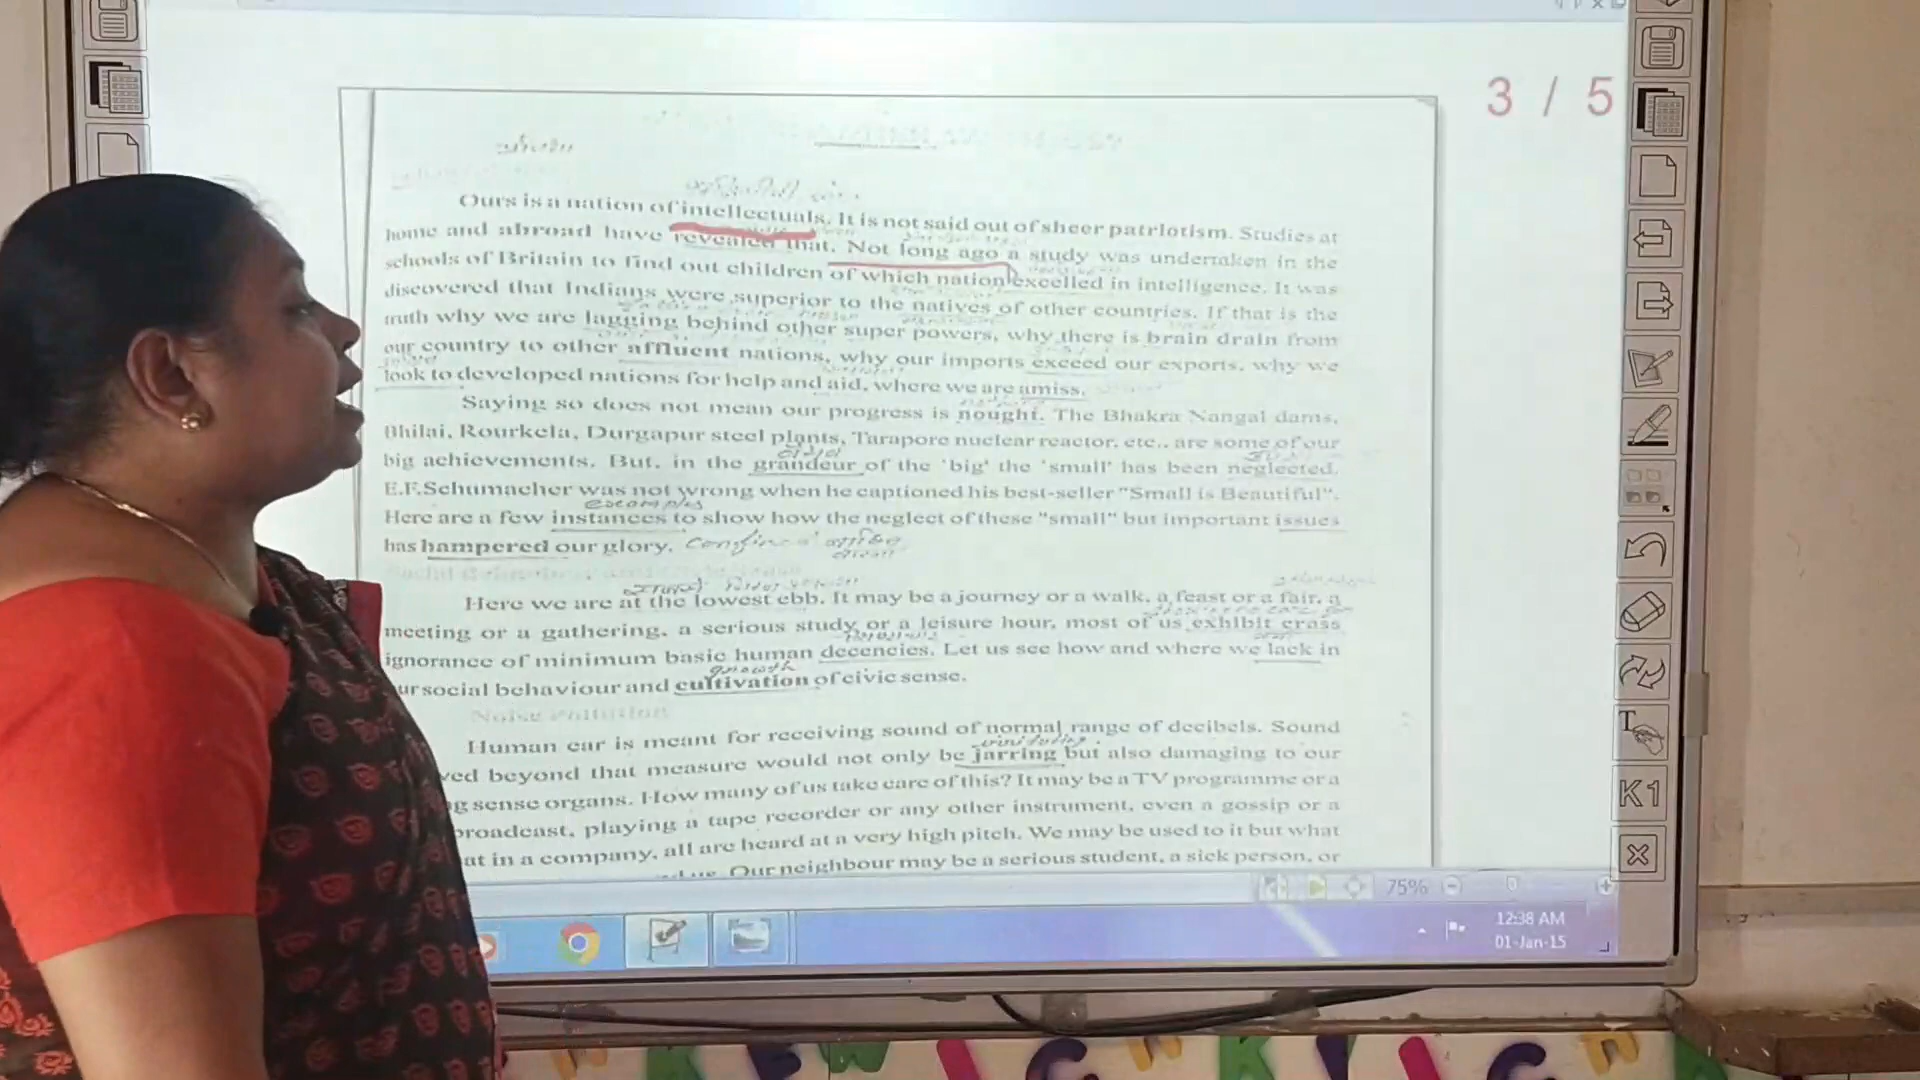 3 / 5
Ours is a nation of intellectuals. It is not said out of sheer patriotism. Studies at
home and abroad have revealed that. Not long ago a study was undertaken in the
schools of Britain to find out children of which nation excelled in intelligence. It was
discovered that Indians were superior to the natives of other countries. If that is the
truth why we are lagging behind other super powers, why there is brain drain from
our country to other affluent nations, why our imports exceed our exports, why we
look to developed nations for help and aid, where we are amiss.
Saying so does not mean our progress is nought. The Bhakra Nangal dams,
Bhilai, Rourkela, Durgapur steel plants, Tarapore nuclear reactor, etc., are some of our
big achievements. But, in the grandeur of the 'big' the 'small' has been neglected.
E.F.Schumacher was not wrong when he captioned his best-seller "Small is Beautiful".
examples
Here are a few instances to show how the neglect of these "small" but important issues
has hampered our glory.
Here we are at the lowest ebb. It may be a journey or a walk, a feast or a fair, a
meeting or a gathering, a serious study or a leisure hour, most of us exhibit crass
ignorance of minimum basic human decencies. Let us see how and where we lack in
growth
ur social behaviour and cultivation of civic sense.
Noise Pollution
Human ear is meant for receiving sound of normal range of decibels. Sound
ved beyond that measure would not only be jarring but also damaging to our
g sense organs. How many of us take care of this? It may be a TV programme or a
broadcast, playing a tape recorder or any other instrument, even a gossip or a
at in a company, all are heard at a very high pitch. We may be used to it but what
us. Our neighbour may be a serious student, a sick person, or
75%
12:38 AM
01-Jan-15
T
K1